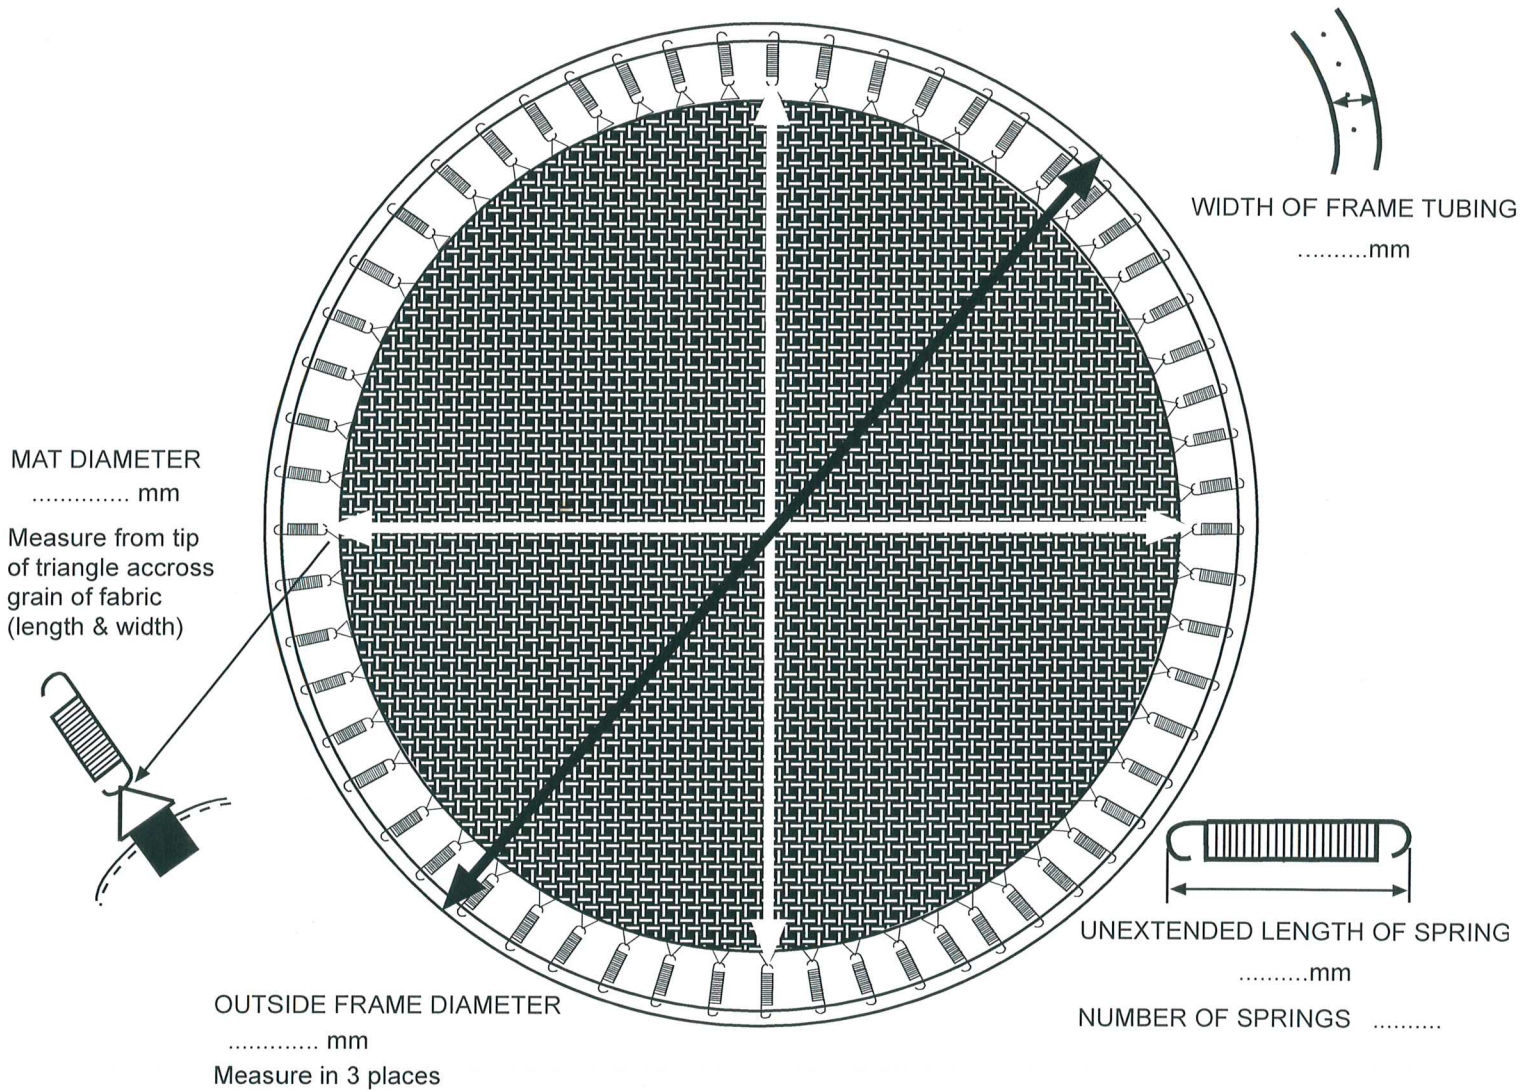 WIDTH OF FRAME TUBING
..........mm
MAT DIAMETER
.............. mm
Measure from tip
of triangle accross
grain of fabric
(length & width)
UNEXTENDED LENGTH OF SPRING
..........mm
NUMBER OF SPRINGS ..........
OUTSIDE FRAME DIAMETER
............. mm
Measure in 3 places